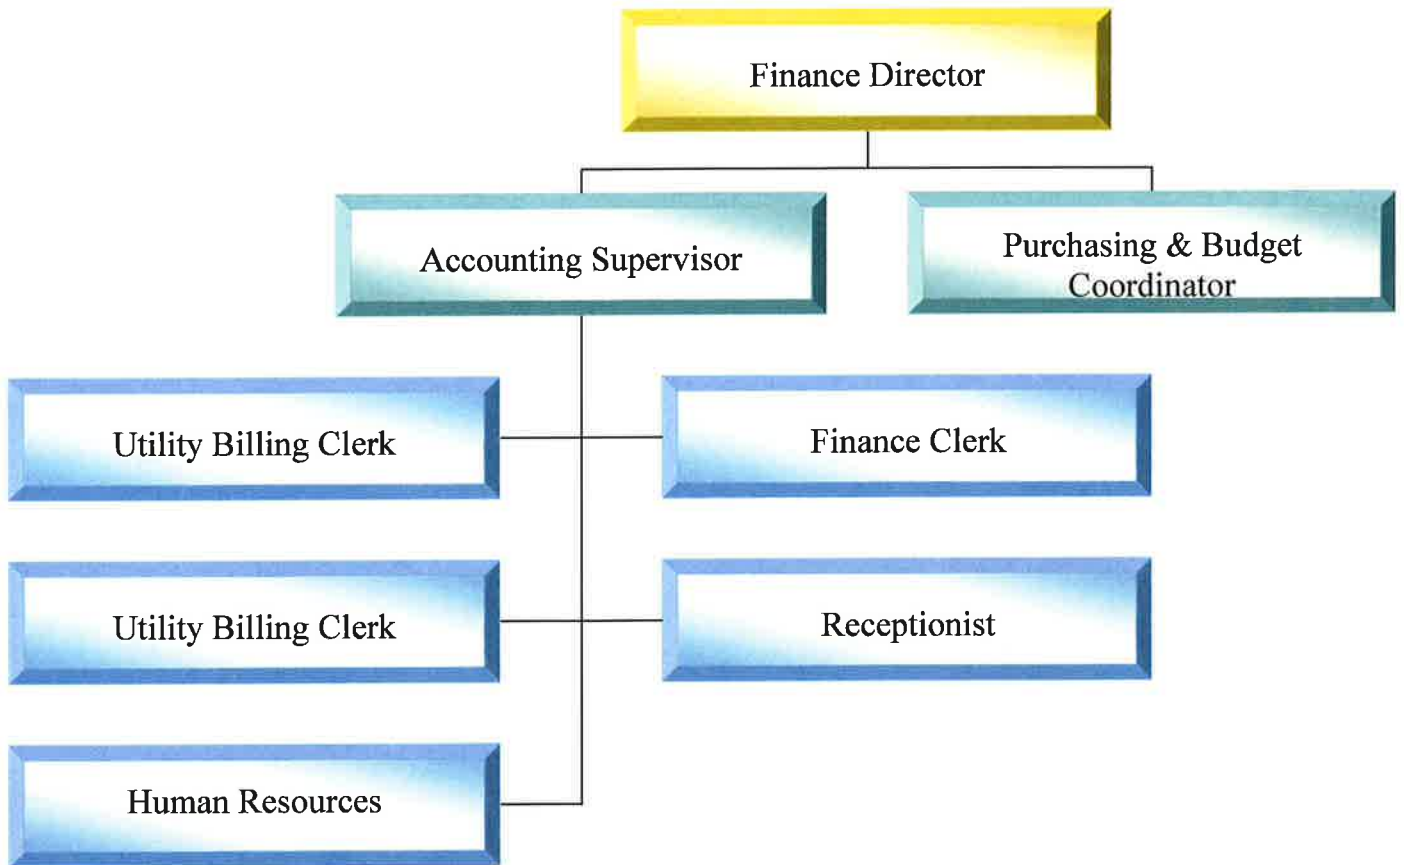 Finance Director
Accounting Supervisor
Purchasing & Budget
Coordinator
Utility Billing Clerk
Finance Clerk
Utility Billing Clerk
Receptionist
Human Resources